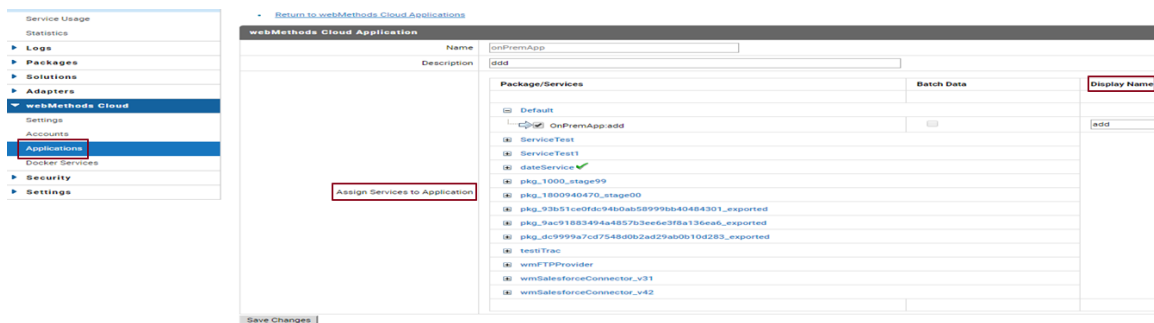 Service Usage
Statistics
Logs
Packages
Solutions
Adapters
webMethods Cloud
Settings
Accounts
Applications
Docker Services
Security
Settings
Return to webMethods Cloud Applications
webMethods Cloud Application
Name onPremApp
Description ddd
Assign Services to Application
Package/Services Batch Data Display Name
Default
OnPremApp:add add
ServiceTest
ServiceTest1
dateService
pkg_1000_stage99
pkg_1800940470_stage00
pkg_93b51ce0fdc94b0ab58999bb40484301_exported
pkg_9ac91883494a4857b3ee6e3f8a136ea6_exported
pkg_dc9999a7cd7548d0b2ad29ab0b10d283_exported
testiTrac
wmFTPProvider
wmSalesforceConnector_v31
wmSalesforceConnector_v42
Save Changes